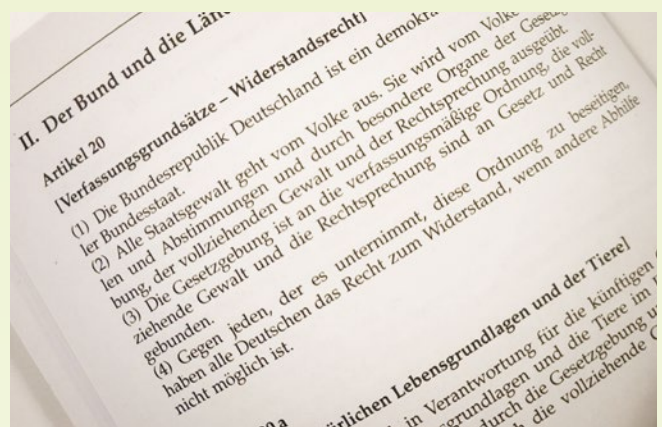 II. Der Bund und die Län
Artikel 20
[Verfassungsgrundsätze – Widerstandsrecht]
(1) Die Bundesrepublik Deutschland ist ein demokra
ler Bundesstaat.
(2) Alle Staatsgewalt geht vom Volke aus. Sie wird vom Volke
len und Abstimmungen und durch besondere Organe der Gesetzg
bung, der vollziehenden Gewalt und der Rechtsprechung ausgeübt.
(3) Die Gesetzgebung ist an die verfassungsmäßige Ordnung, die voll-
ziehende Gewalt und die Rechtsprechung sind an Gesetz und Recht
gebunden.
(4) Gegen jeden, der es unternimmt, diese Ordnung zu beseitigen,
haben alle Deutschen das Recht zum Widerstand, wenn andere Abhilfe
nicht möglich ist.
ürlichen Lebensgrundlagen und der Tiere]
in Verantwortung für die künftigen
sgrundlagen und die Tiere im
durch die Gesetzgebung u
die vollziehende G